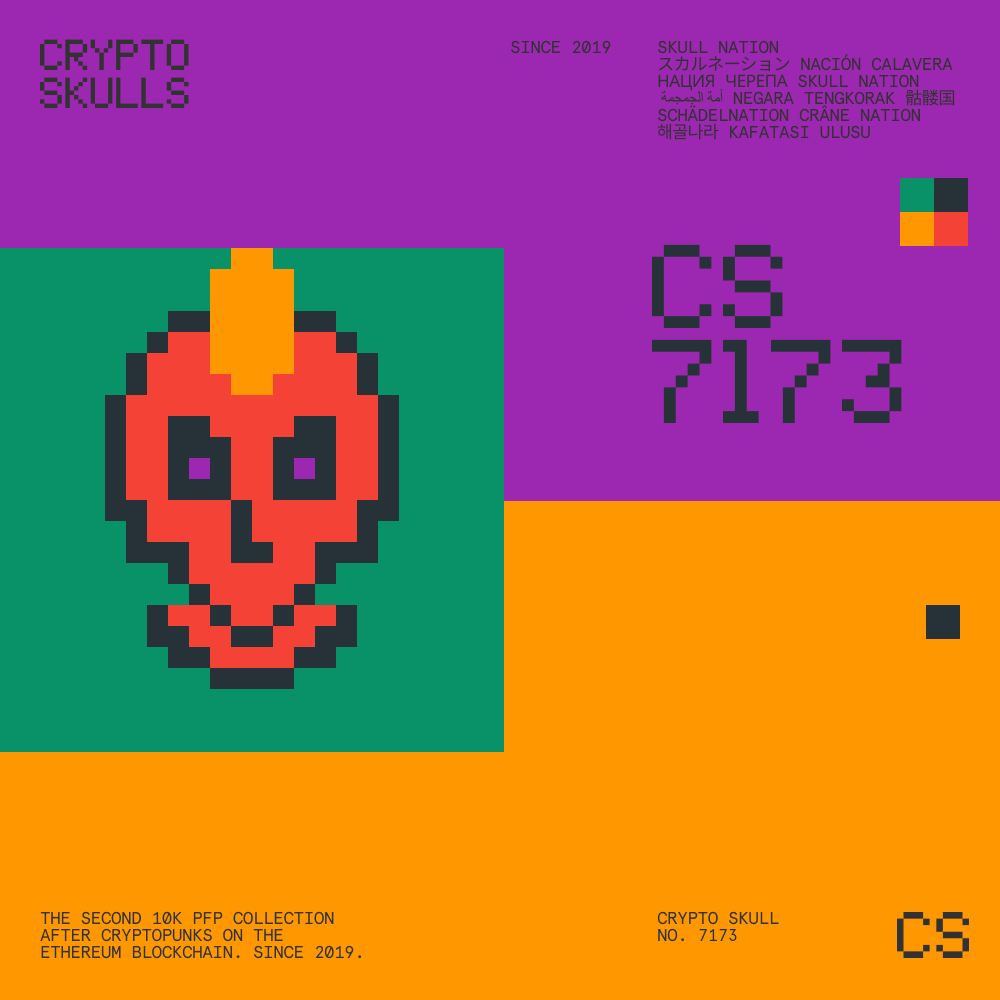 CRYPTO
SKULLS
SINCE 2019
SKULL NATION
スカルネーション NACIÓN CALAVERA
НАЦИЯ ЧЕРЕПА SKULL NATION
أمة الجمجمة NEGARA TENGKORAK 骷髅国
SCHÄDELNATION CRÂNE NATION
해골나라 KAFATASI ULUSU
CS
7173
THE SECOND 10K PFP COLLECTION
AFTER CRYPTOPUNKS ON THE
ETHEREUM BLOCKCHAIN. SINCE 2019.
CRYPTO SKULL
NO. 7173
CS